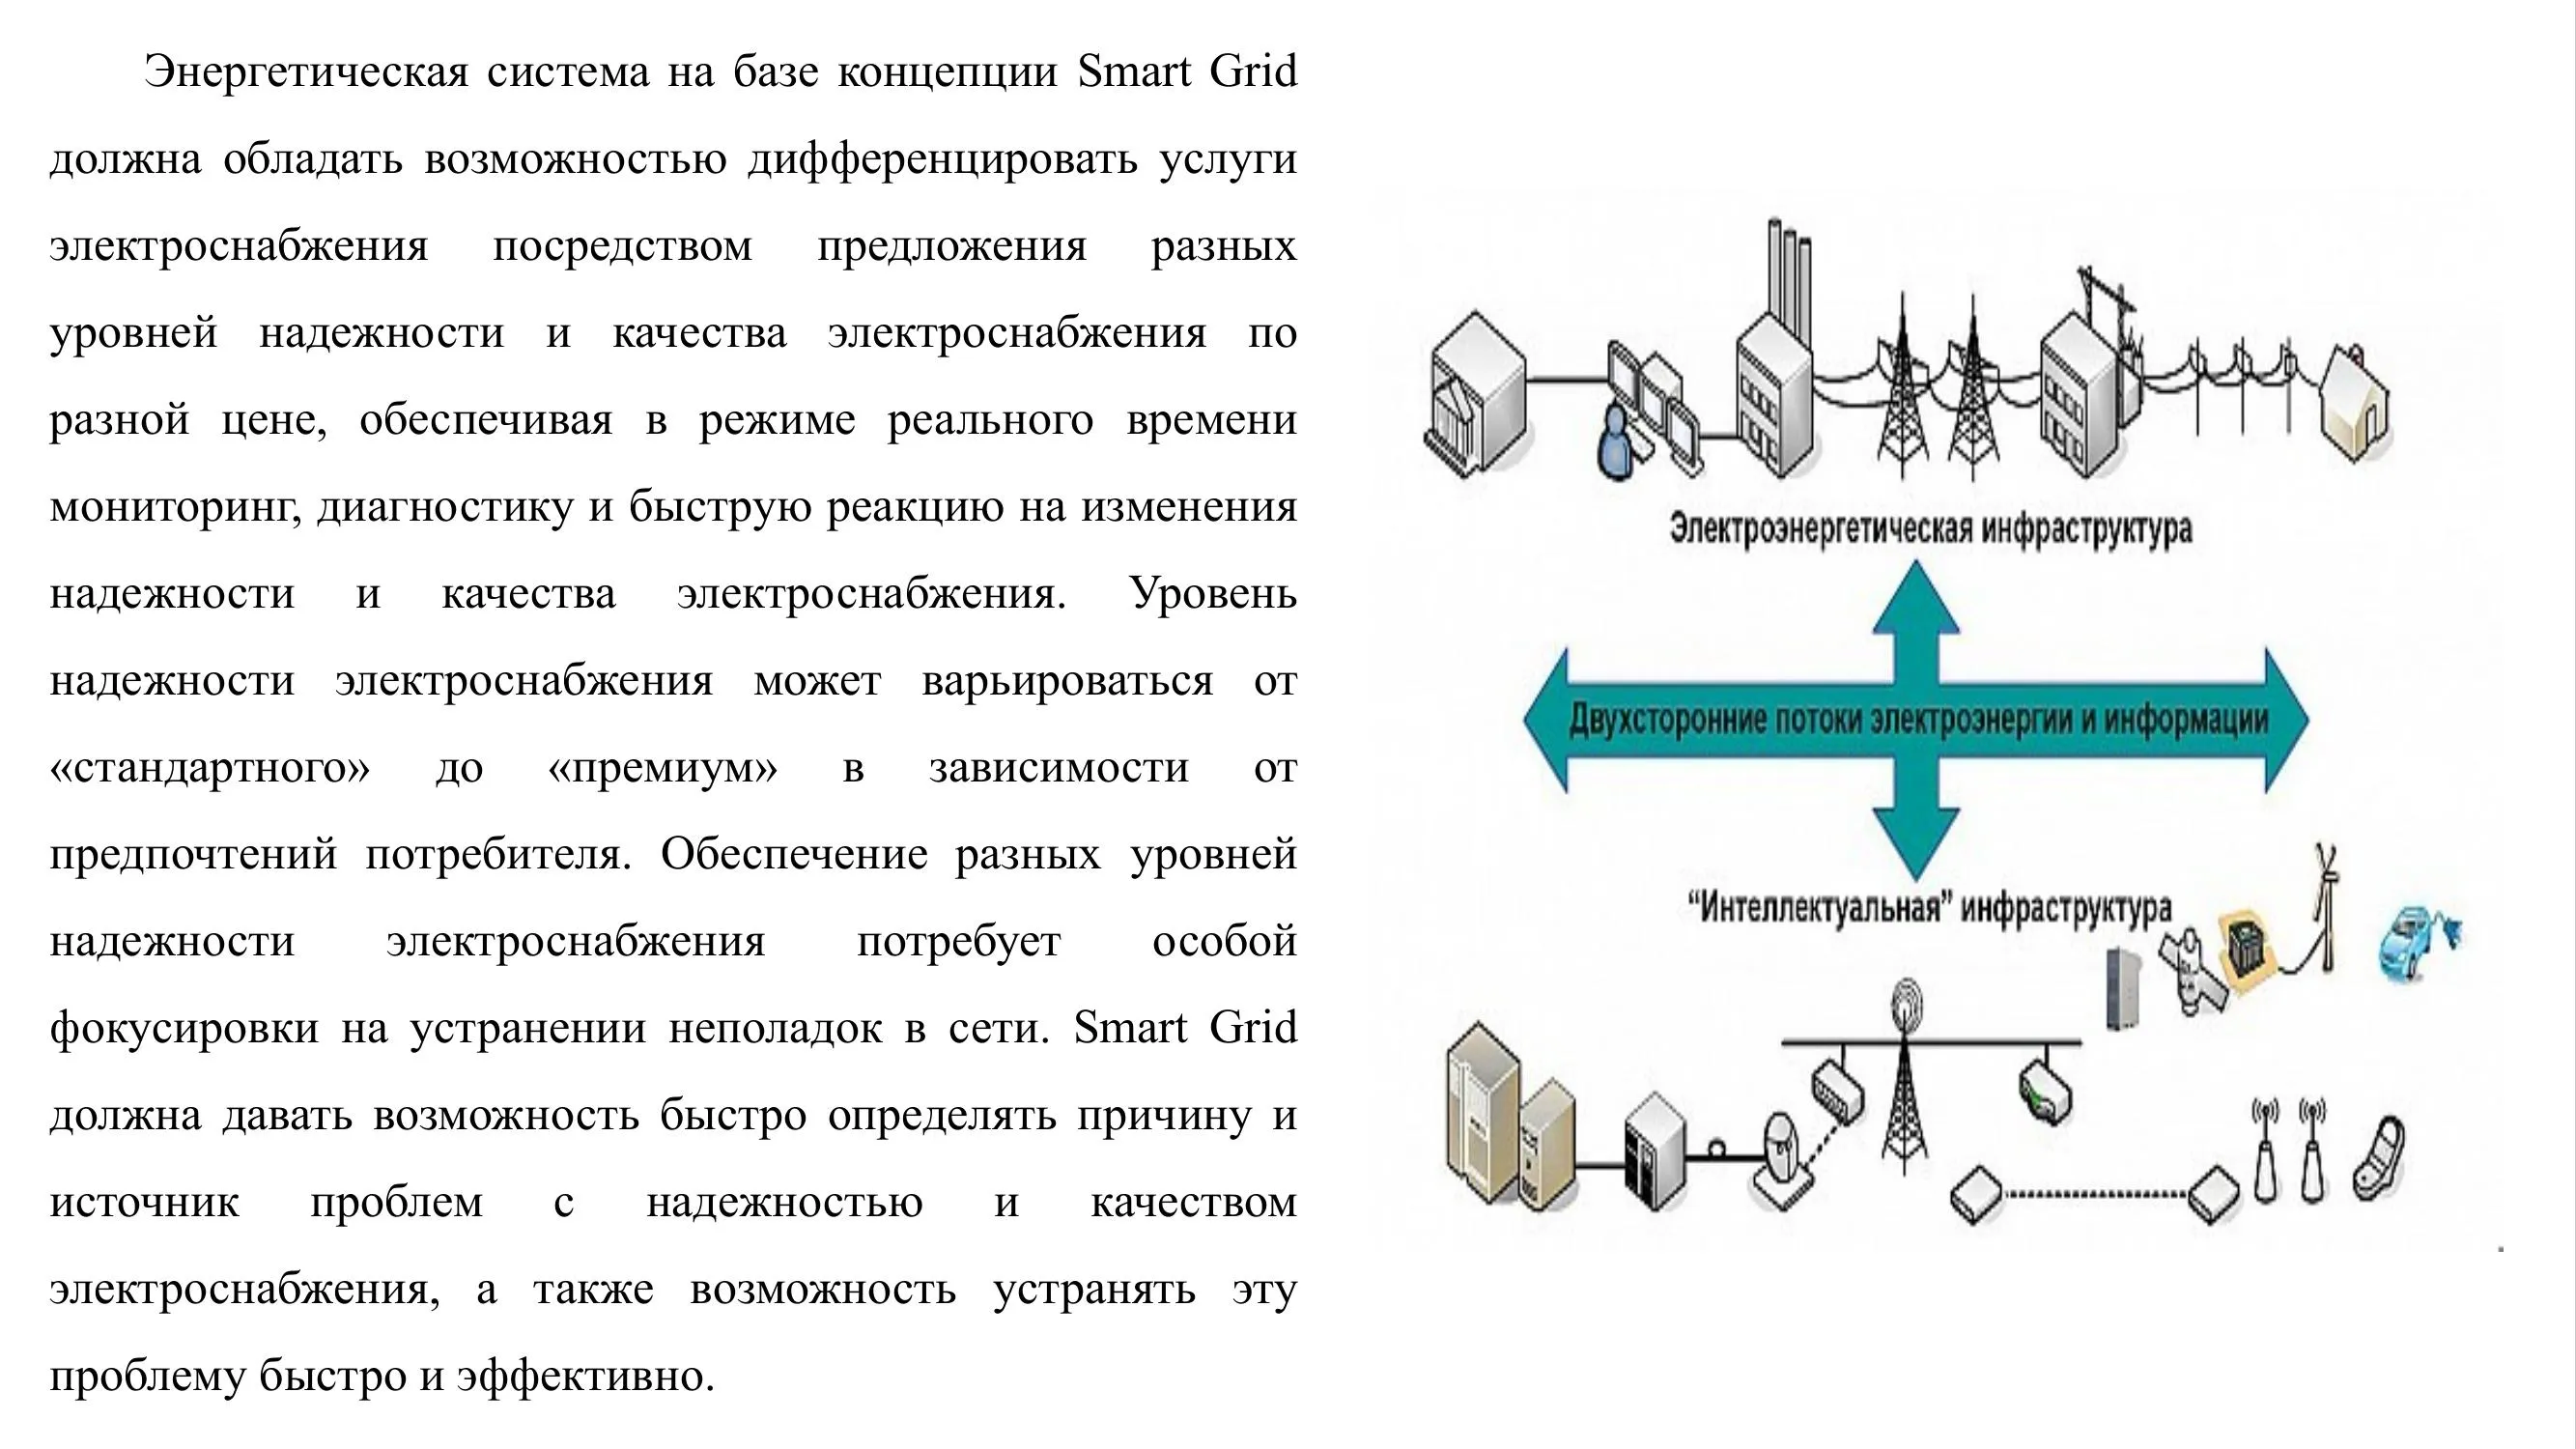 Энергетическая система на базе концепции Smart Grid
должна обладать возможностью дифференцировать услуги
электроснабжения посредством предложения разных
уровней надежности и качества электроснабжения по
разной цене, обеспечивая в режиме реального времени
мониторинг, диагностику и быструю реакцию на изменения
надежности и качества электроснабжения. Уровень
надежности электроснабжения может варьироваться от
«стандартного» до «премиум» в зависимости от
предпочтений потребителя. Обеспечение разных уровней
надежности электроснабжения потребует особой
фокусировки на устранении неполадок в сети. Smart Grid
должна давать возможность быстро определять причину и
источник проблем с надежностью и качеством
электроснабжения, а также возможность устранять эту
проблему быстро и эффективно.
Электроэнергетическая инфраструктура
Двухсторонние потоки электроэнергии и информации
“Интеллектуальная” инфраструктура